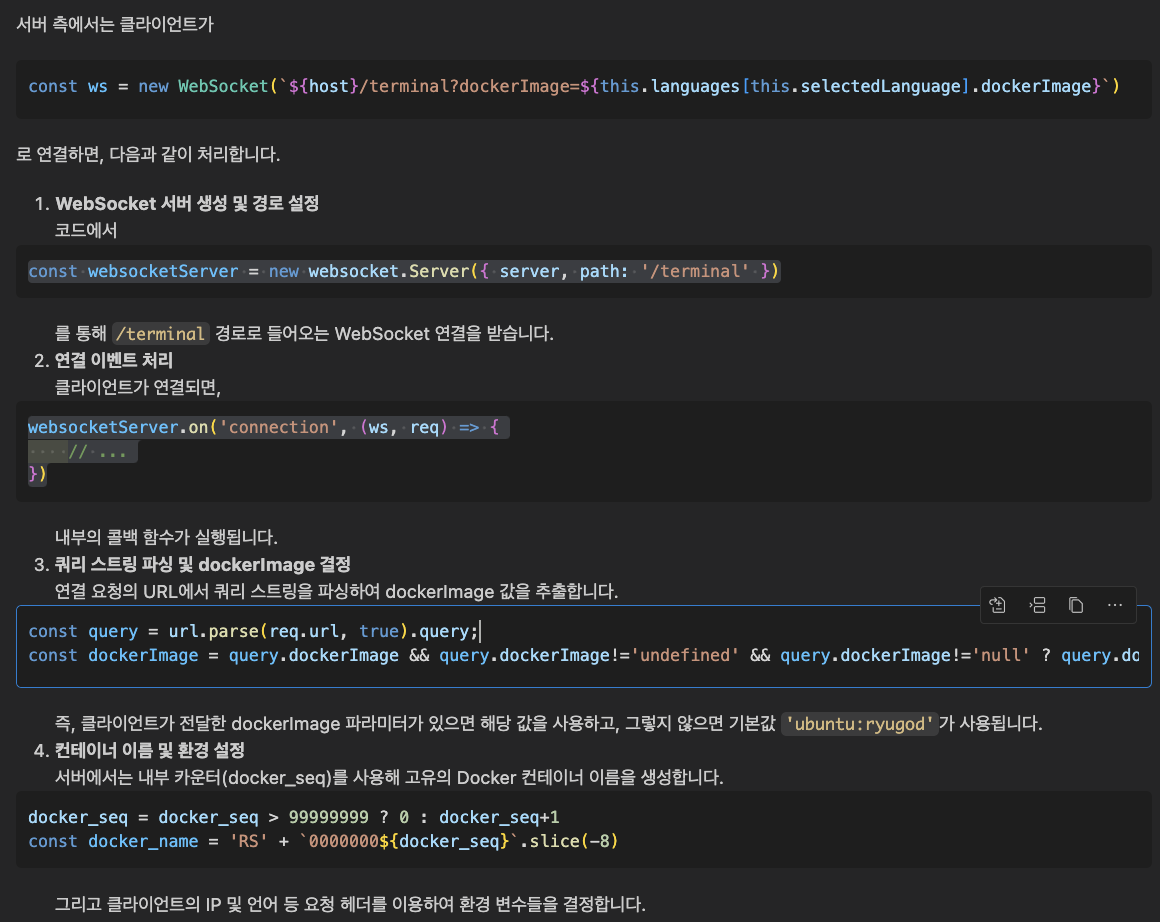 서버 측에서는 클라이언트가
const ws = new WebSocket(`${host}/terminal?dockerImage=${this.languages[this.selectedLanguage].dockerImage}`)
로 연결하면, 다음과 같이 처리합니다.
1. WebSocket 서버 생성 및 경로 설정
코드에서
const websocketServer = new websocket.Server({ server, path: '/terminal' })
를 통해 /terminal 경로로 들어오는 WebSocket 연결을 받습니다.
2. 연결 이벤트 처리
클라이언트가 연결되면,
websocketServer.on('connection', (ws, req) => {
// ...
})
내부의 콜백 함수가 실행됩니다.
3. 쿼리 스트링 파싱 및 dockerImage 결정
연결 요청의 URL에서 쿼리 스트링을 파싱하여 dockerImage 값을 추출합니다.
const query = url.parse(req.url, true).query;
const dockerImage = query.dockerImage && query.dockerImage!='undefined' && query.dockerImage!='null' ? query.do
즉, 클라이언트가 전달한 dockerImage 파라미터가 있으면 해당 값을 사용하고, 그렇지 않으면 기본값 'ubuntu:ryugod'가 사용됩니다.
4. 컨테이너 이름 및 환경 설정
서버에서는 내부 카운터(docker_seq)를 사용해 고유의 Docker 컨테이너 이름을 생성합니다.
docker_seq = docker_seq > 99999999 ? 0 : docker_seq+1
const docker_name = 'RS' + `0000000${docker_seq}`.slice(-8)
그리고 클라이언트의 IP 및 언어 등 요청 헤더를 이용하여 환경 변수들을 결정합니다.